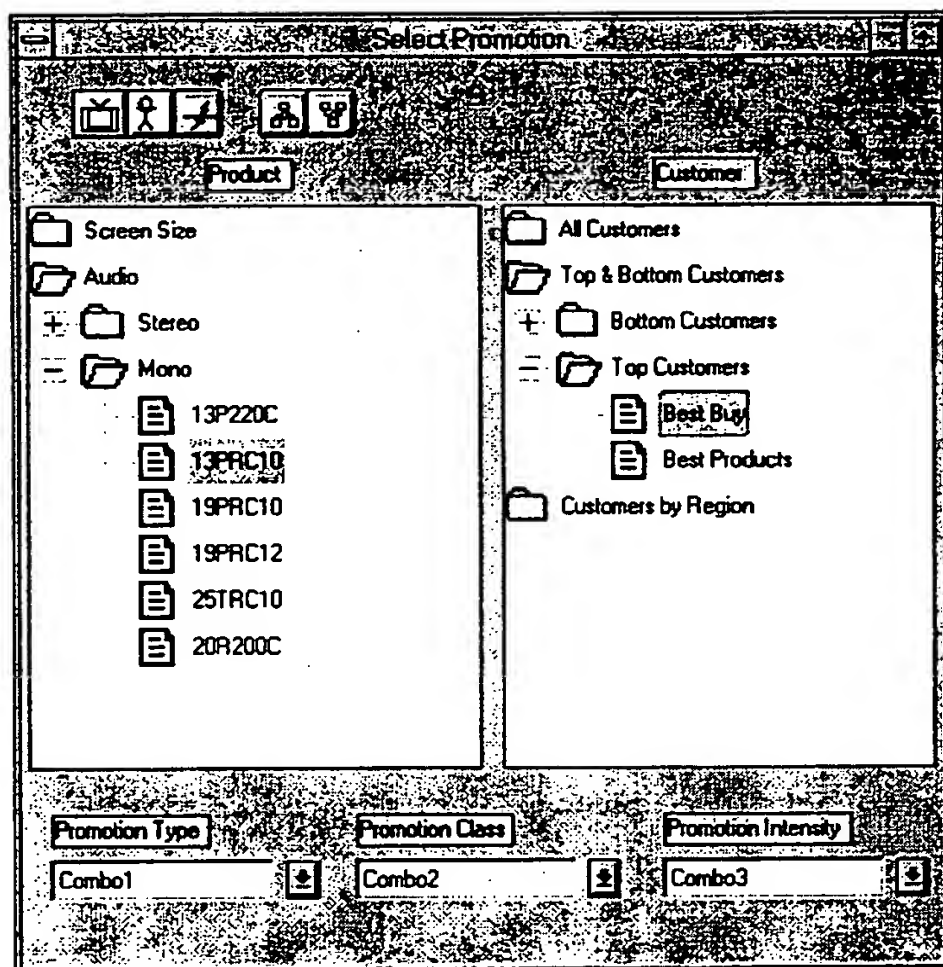 Select Promotion
Product
Customer
Screen Size
Audio
Stereo
Mono
13P220C
13PRC10
19PRC10
19PRC12
25TRC10
20R200C
All Customers
Top & Bottom Customers
Bottom Customers
Top Customers
Best Buy
Best Products
Customers by Region
Promotion Type
Promotion Class
Promotion Intensity
Combo1
Combo2
Combo3